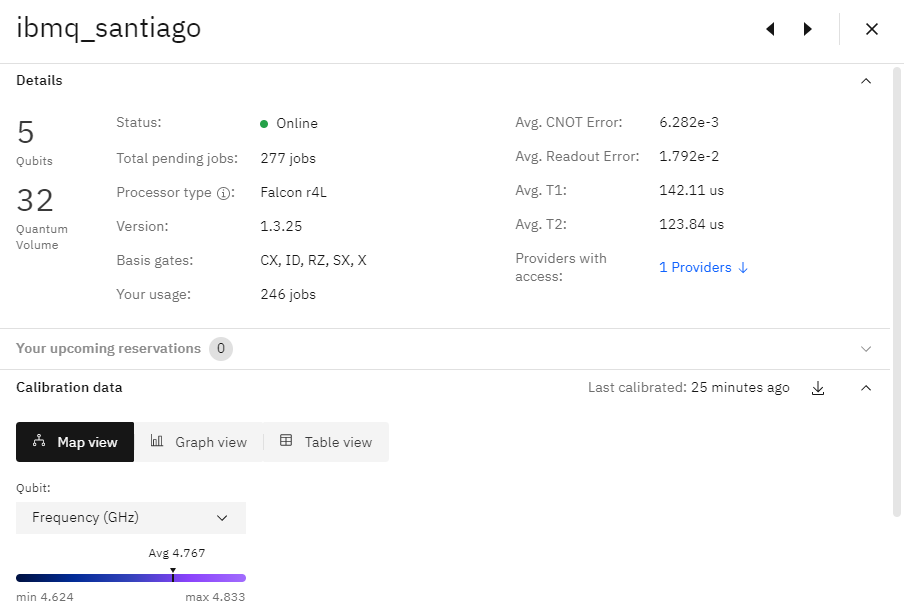 ibmq_santiago
Details
5
Qubits
32
Quantum
Volume
Status: Online
Total pending jobs: 277 jobs
Processor type : Falcon r4L
Version: 1.3.25
Basis gates: CX, ID, RZ, SX, X
Your usage: 246 jobs
Avg. CNOT Error: 6.282e-3
Avg. Readout Error: 1.792e-2
Avg. T1: 142.11 us
Avg. T2: 123.84 us
Providers with
access:
1 Providers ↓
Your upcoming reservations 0
Calibration data
Last calibrated: 25 minutes ago
Map view
Graph view
Table view
Qubit:
Frequency (GHz)
Avg 4.767
min 4.624
max 4.833